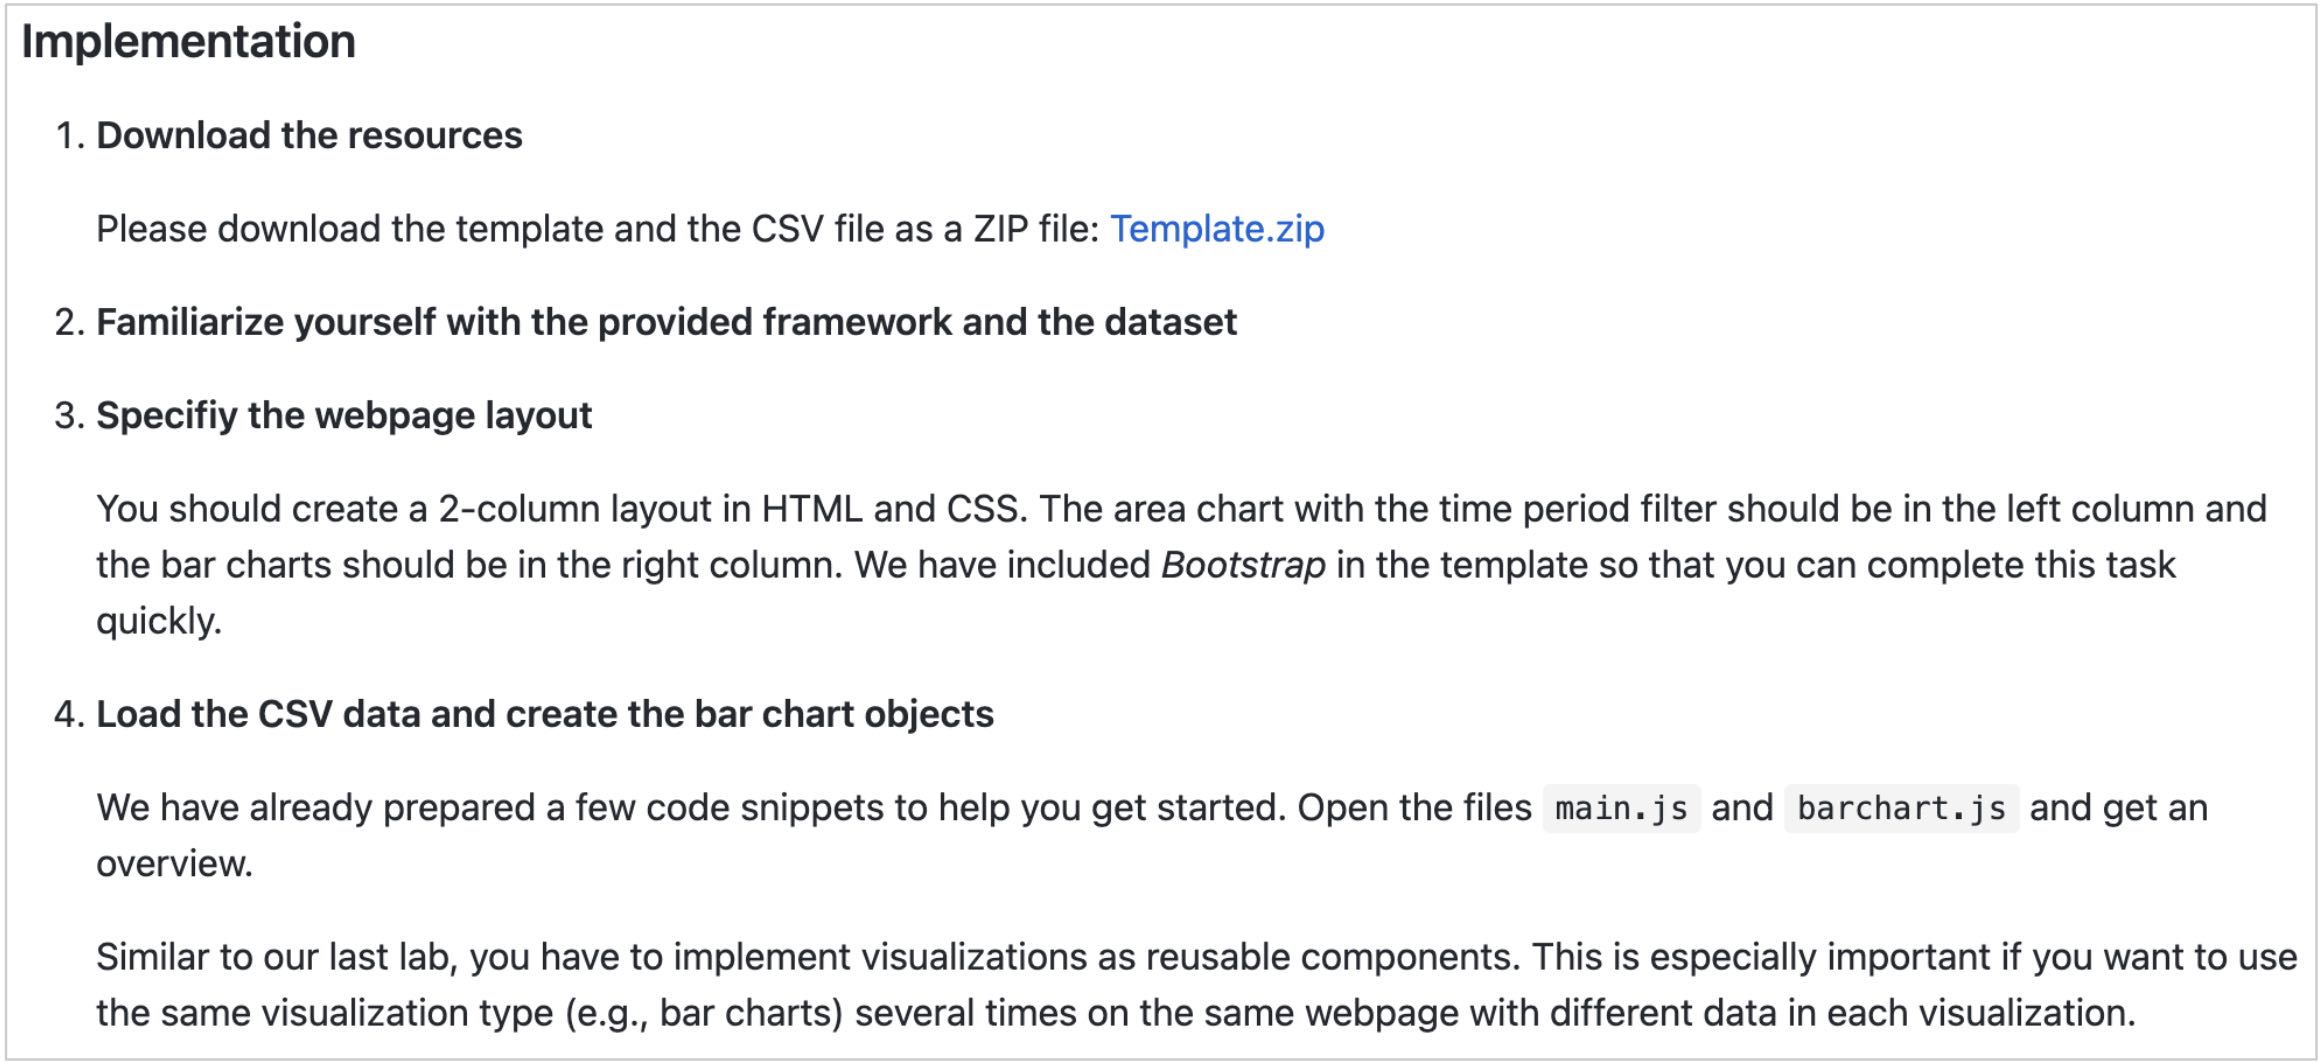 Implementation
1. Download the resources
Please download the template and the CSV file as a ZIP file: Template.zip
2. Familiarize yourself with the provided framework and the dataset
3. Specifiy the webpage layout
You should create a 2-column layout in HTML and CSS. The area chart with the time period filter should be in the left column and
the bar charts should be in the right column. We have included Bootstrap in the template so that you can complete this task
quickly.
4. Load the CSV data and create the bar chart objects
We have already prepared a few code snippets to help you get started. Open the files main.js and barchart.js and get an
overview.
Similar to our last lab, you have to implement visualizations as reusable components. This is especially important if you want to use
the same visualization type (e.g., bar charts) several times on the same webpage with different data in each visualization.